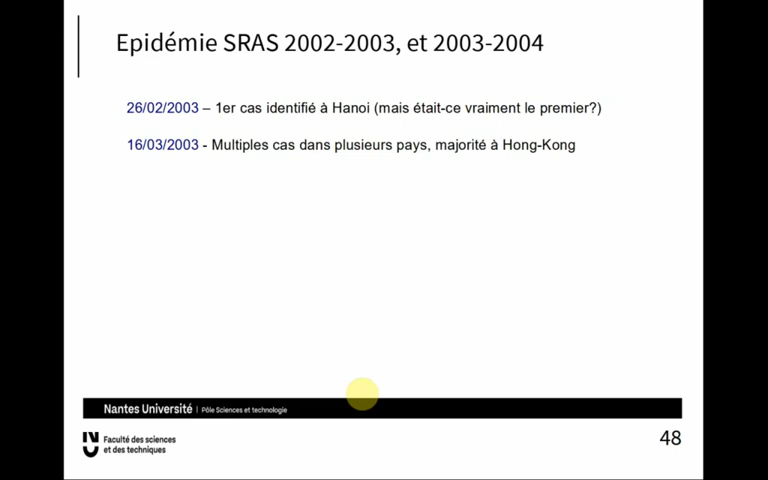 Epidémie SRAS 2002-2003, et 2003-2004
26/02/2003 – 1er cas identifié à Hanoi (mais était-ce vraiment le premier?)
16/03/2003 - Multiples cas dans plusieurs pays, majorité à Hong-Kong
Nantes Université | Pôle Sciences et technologie
Faculté des sciences
et des techniques
48